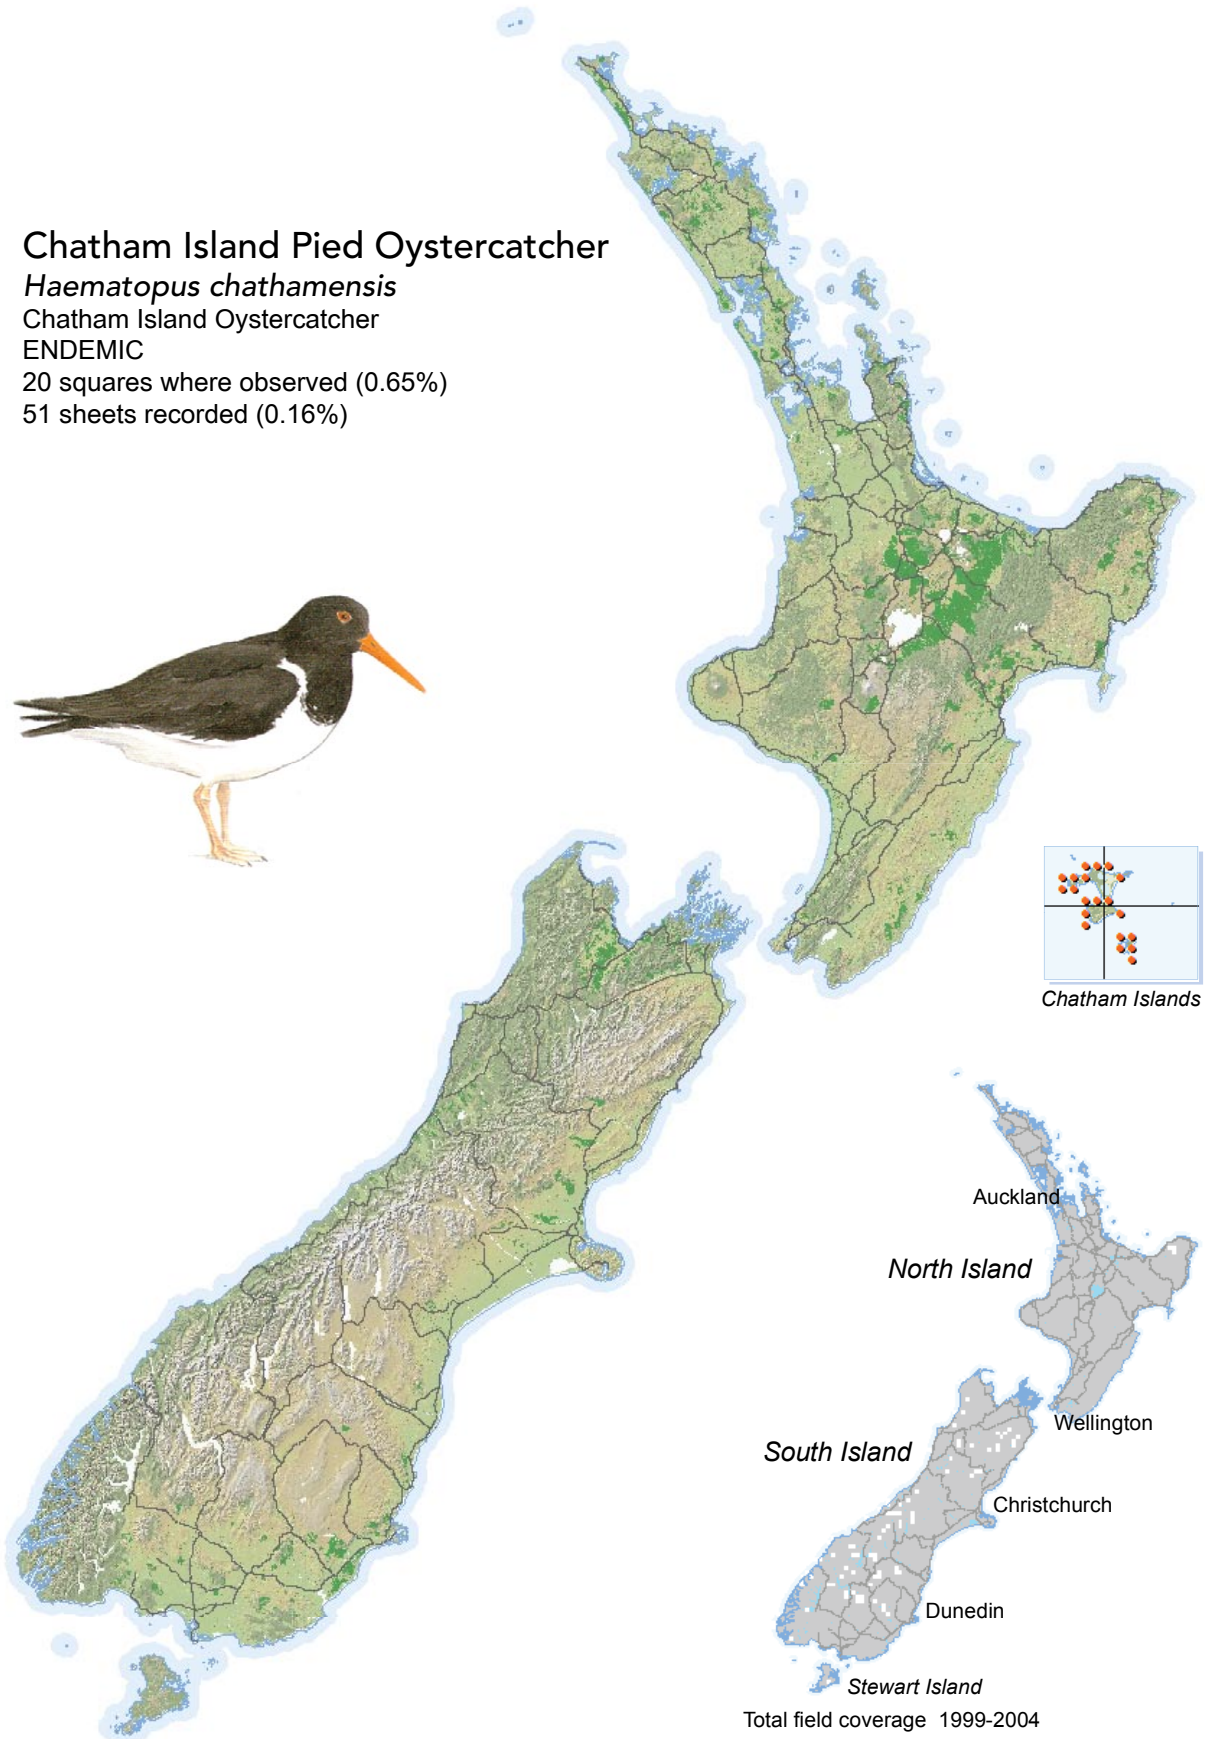 Chatham Island Pied Oystercatcher
Haematopus chathamensis
Chatham Island Oystercatcher
ENDEMIC
20 squares where observed (0.65%)
51 sheets recorded (0.16%)
Chatham Islands
Auckland
North Island
Wellington
South Island
Christchurch
Dunedin
Stewart Island
Total field coverage 1999-2004